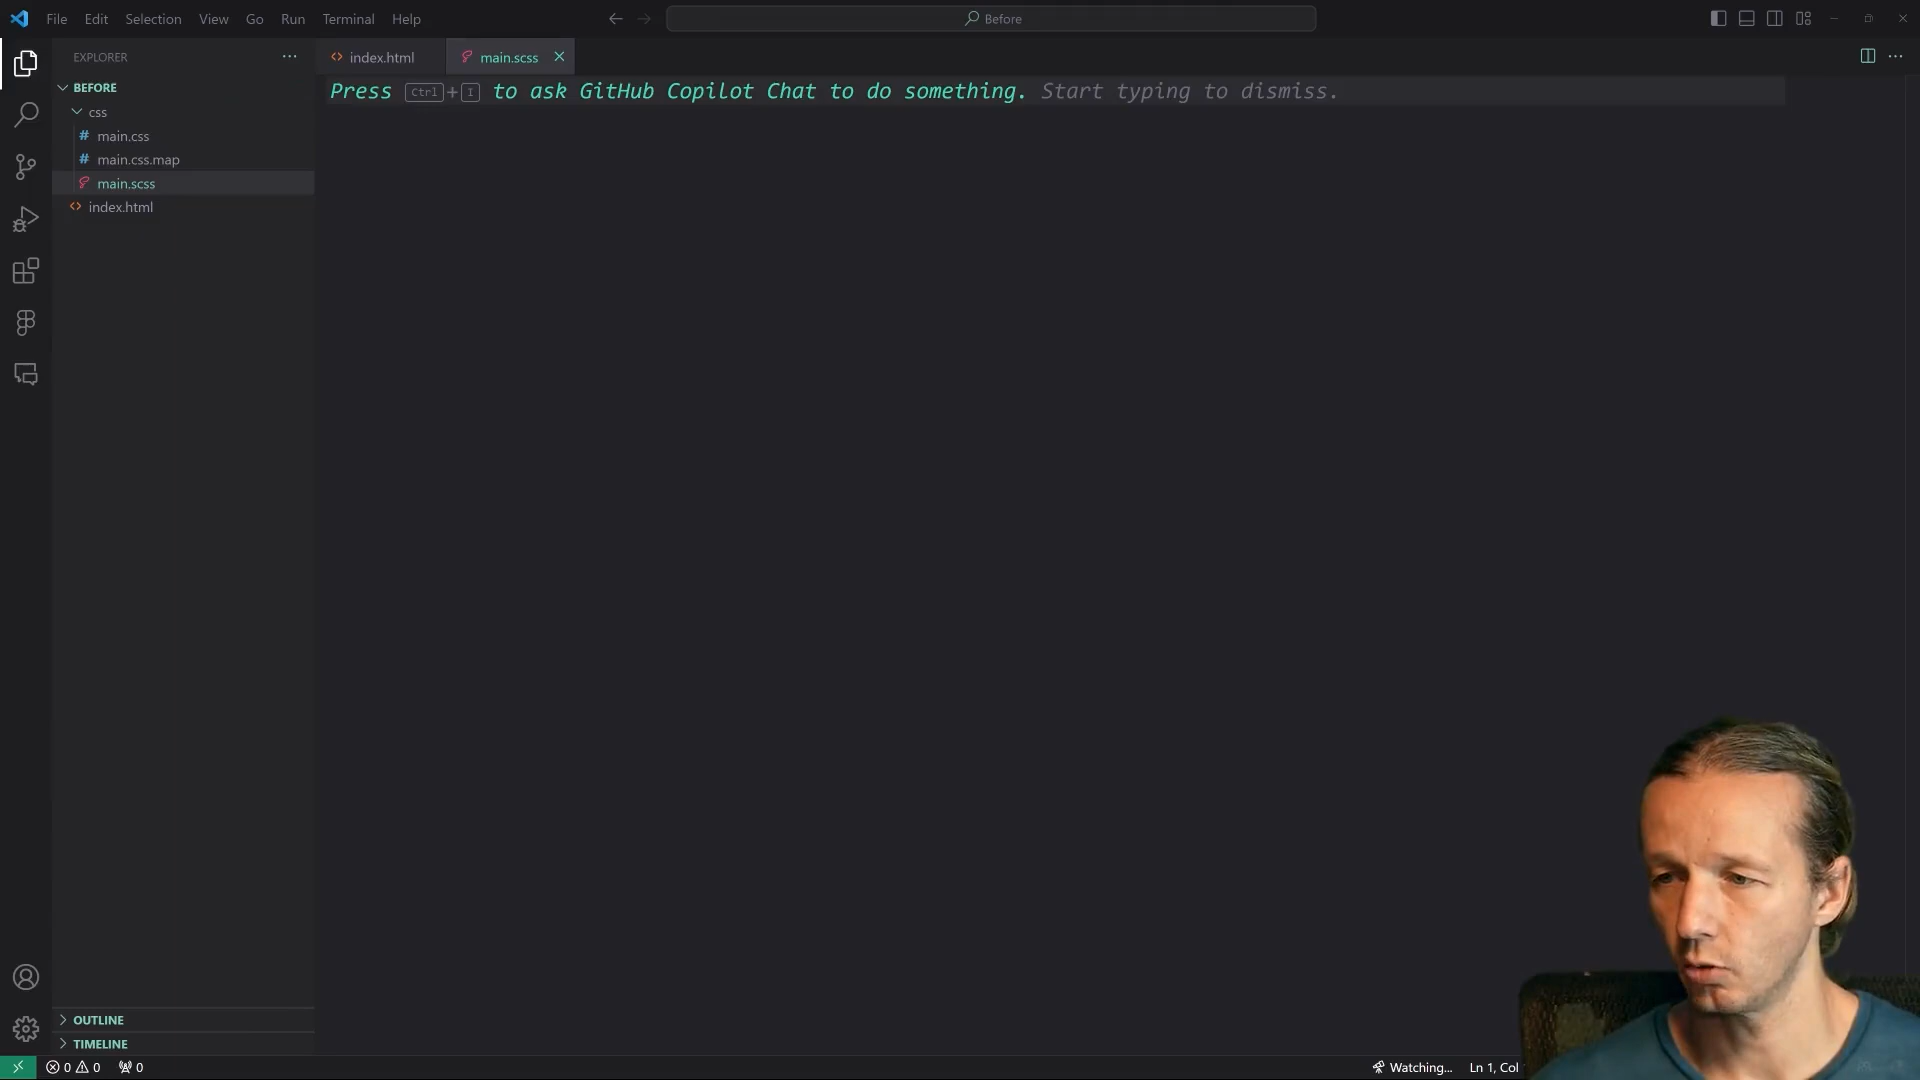 File Edit Selection View Go Run Terminal Help
Before
EXPLORER
index.html
main.scss
BEFORE
Press Ctrl+I to ask GitHub Copilot Chat to do something. Start typing to dismiss.
css
# main.css
# main.css.map
main.scss
<> index.html
OUTLINE
TIMELINE
0 0 0
Watching...
Ln 1, Col